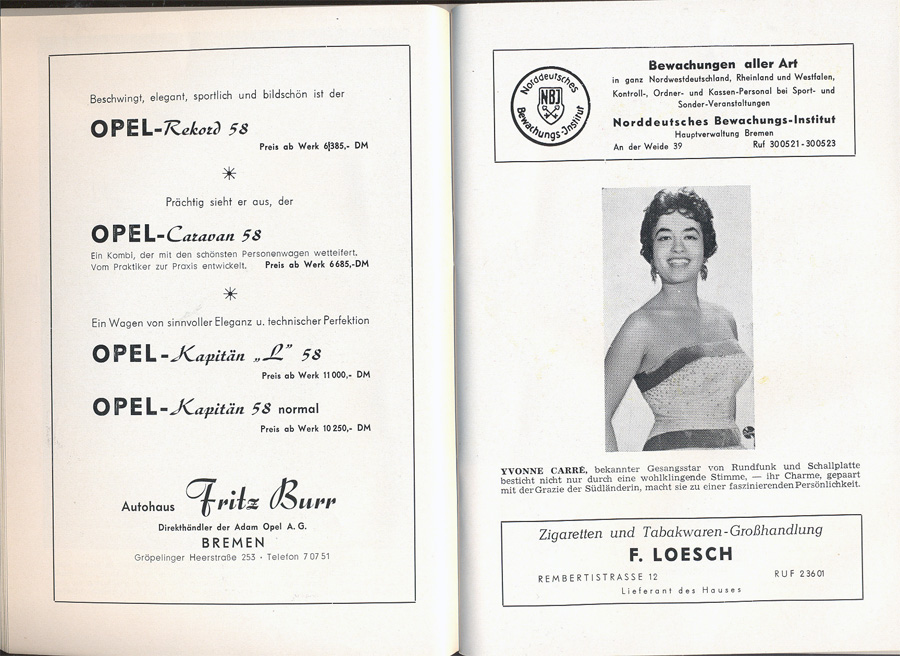 Beschwingt, elegant, sportlich und bildschön ist der
OPEL-Rekord 58
Preis ab Werk 6385,- DM
Prächtig sieht er aus, der
OPEL-Caravan 58
Ein Kombi, der mit den schönsten Personenwagen wetteifert.
Vom Praktiker zur Praxis entwickelt. Preis ab Werk 6685,-DM
Ein Wagen von sinnvoller Eleganz u. technischer Perfektion
OPEL-Kapitän „L” 58
Preis ab Werk 11000,- DM
OPEL-Kapitän 58 normal
Preis ab Werk 10250,- DM
Autohaus Fritz Burr
Direkthändler der Adam Opel A. G.
BREMEN
Gröpelinger Heerstraße 253 · Telefon 7 07 51
Norddeutsches
NBJ
Bewachungs-Institut
Bewachungen aller Art
in ganz Nordwestdeutschland, Rheinland und Westfalen,
Kontroll-, Ordner- und Kassen-Personal bei Sport- und
Sonder-Veranstaltungen
Norddeutsches Bewachungs-Institut
Hauptverwaltung Bremen
An der Weide 39 Ruf 300521-300523
YVONNE CARRÉ, bekannter Gesangsstar von Rundfunk und Schallplatte
besticht nicht nur durch eine wohlklingende Stimme, — ihr Charme, gepaart
mit der Grazie der Südländerin, macht sie zu einer faszinierenden Persönlichkeit.
Zigaretten und Tabakwaren-Großhandlung
F. LOESCH
REMBERTISTRASSE 12 RUF 23601
Lieferant des Hauses